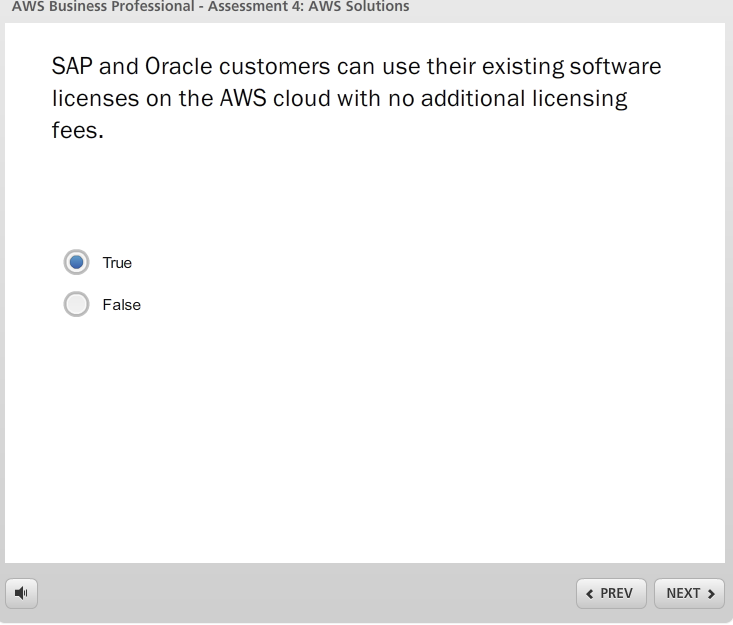 AWS Business Professional - Assessment 4: AWS Solutions
SAP and Oracle customers can use their existing software
licenses on the AWS cloud with no additional licensing
fees.
True
False
PREV
NEXT